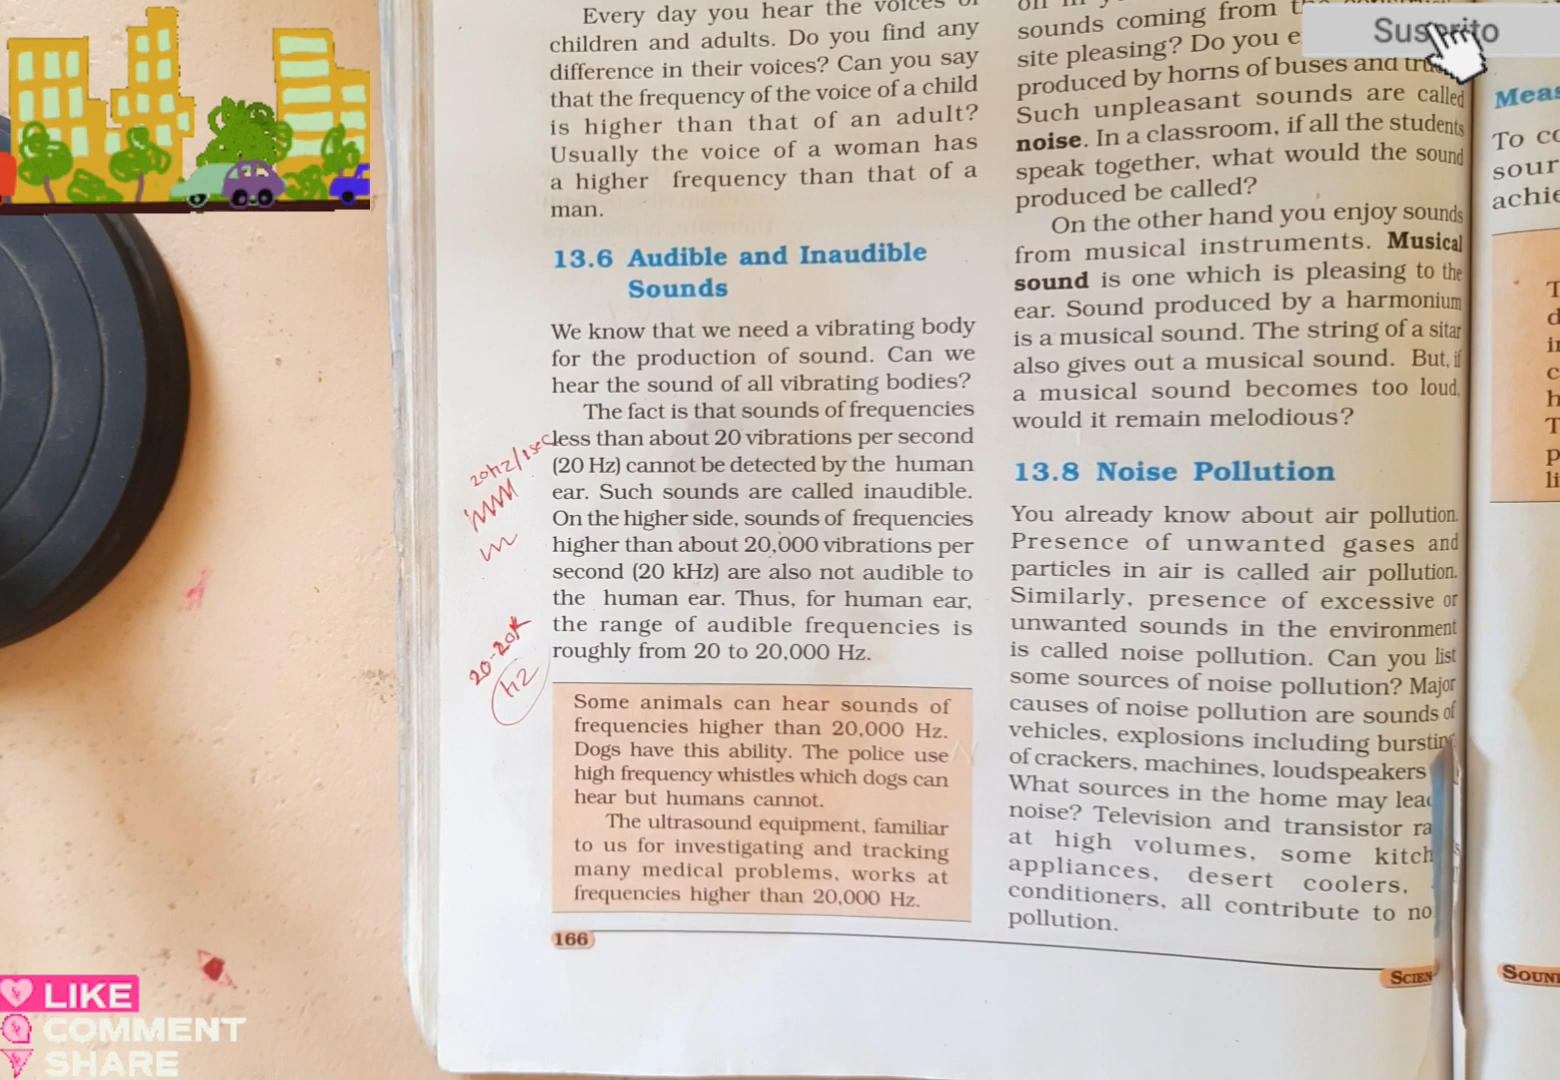 Every day you hear the voices of
children and adults. Do you find any
difference in their voices? Can you say
that the frequency of the voice of a child
is higher than that of an adult?
Usually the voice of a woman has
a higher frequency than that of a
man.
13.6 Audible and Inaudible
Sounds
We know that we need a vibrating body
for the production of sound. Can we
hear the sound of all vibrating bodies?
The fact is that sounds of frequencies
less than about 20 vibrations per second
(20 Hz) cannot be detected by the human
ear. Such sounds are called inaudible.
On the higher side, sounds of frequencies
higher than about 20,000 vibrations per
second (20 kHz) are also not audible to
the human ear. Thus, for human ear,
the range of audible frequencies is
roughly from 20 to 20,000 Hz.
20hz/1sec
20-20K
hz
Some animals can hear sounds of
frequencies higher than 20,000 Hz.
Dogs have this ability. The police use
high frequency whistles which dogs can
hear but humans cannot.
The ultrasound equipment, familiar
to us for investigating and tracking
many medical problems, works at
frequencies higher than 20,000 Hz.
166
sounds coming from
site pleasing? Do you
produced by horns of buses and
Such unpleasant sounds are called
noise. In a classroom, if all the students
speak together, what would the sound
produced be called?
On the other hand you enjoy sounds
from musical instruments. Musical
sound is one which is pleasing to the
ear. Sound produced by a harmonium
is a musical sound. The string of a sitar
also gives out a musical sound. But, if
a musical sound becomes too loud,
would it remain melodious?
13.8 Noise Pollution
You already know about air pollution.
Presence of unwanted gases and
particles in air is called air pollution.
Similarly, presence of excessive or
unwanted sounds in the environment
is called noise pollution. Can you list
some sources of noise pollution? Major
causes of noise pollution are sounds of
vehicles, explosions including
of crackers, machines, loudspeakers
What sources in the home may
noise? Television and transistor
at high volumes, some
appliances, desert coolers,
conditioners, all contribute to
pollution.
To
LIKE
COMMENT
SHARE